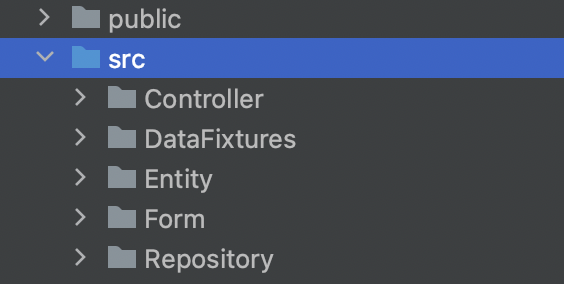 public
src
Controller
DataFixtures
Entity
Form
Repository